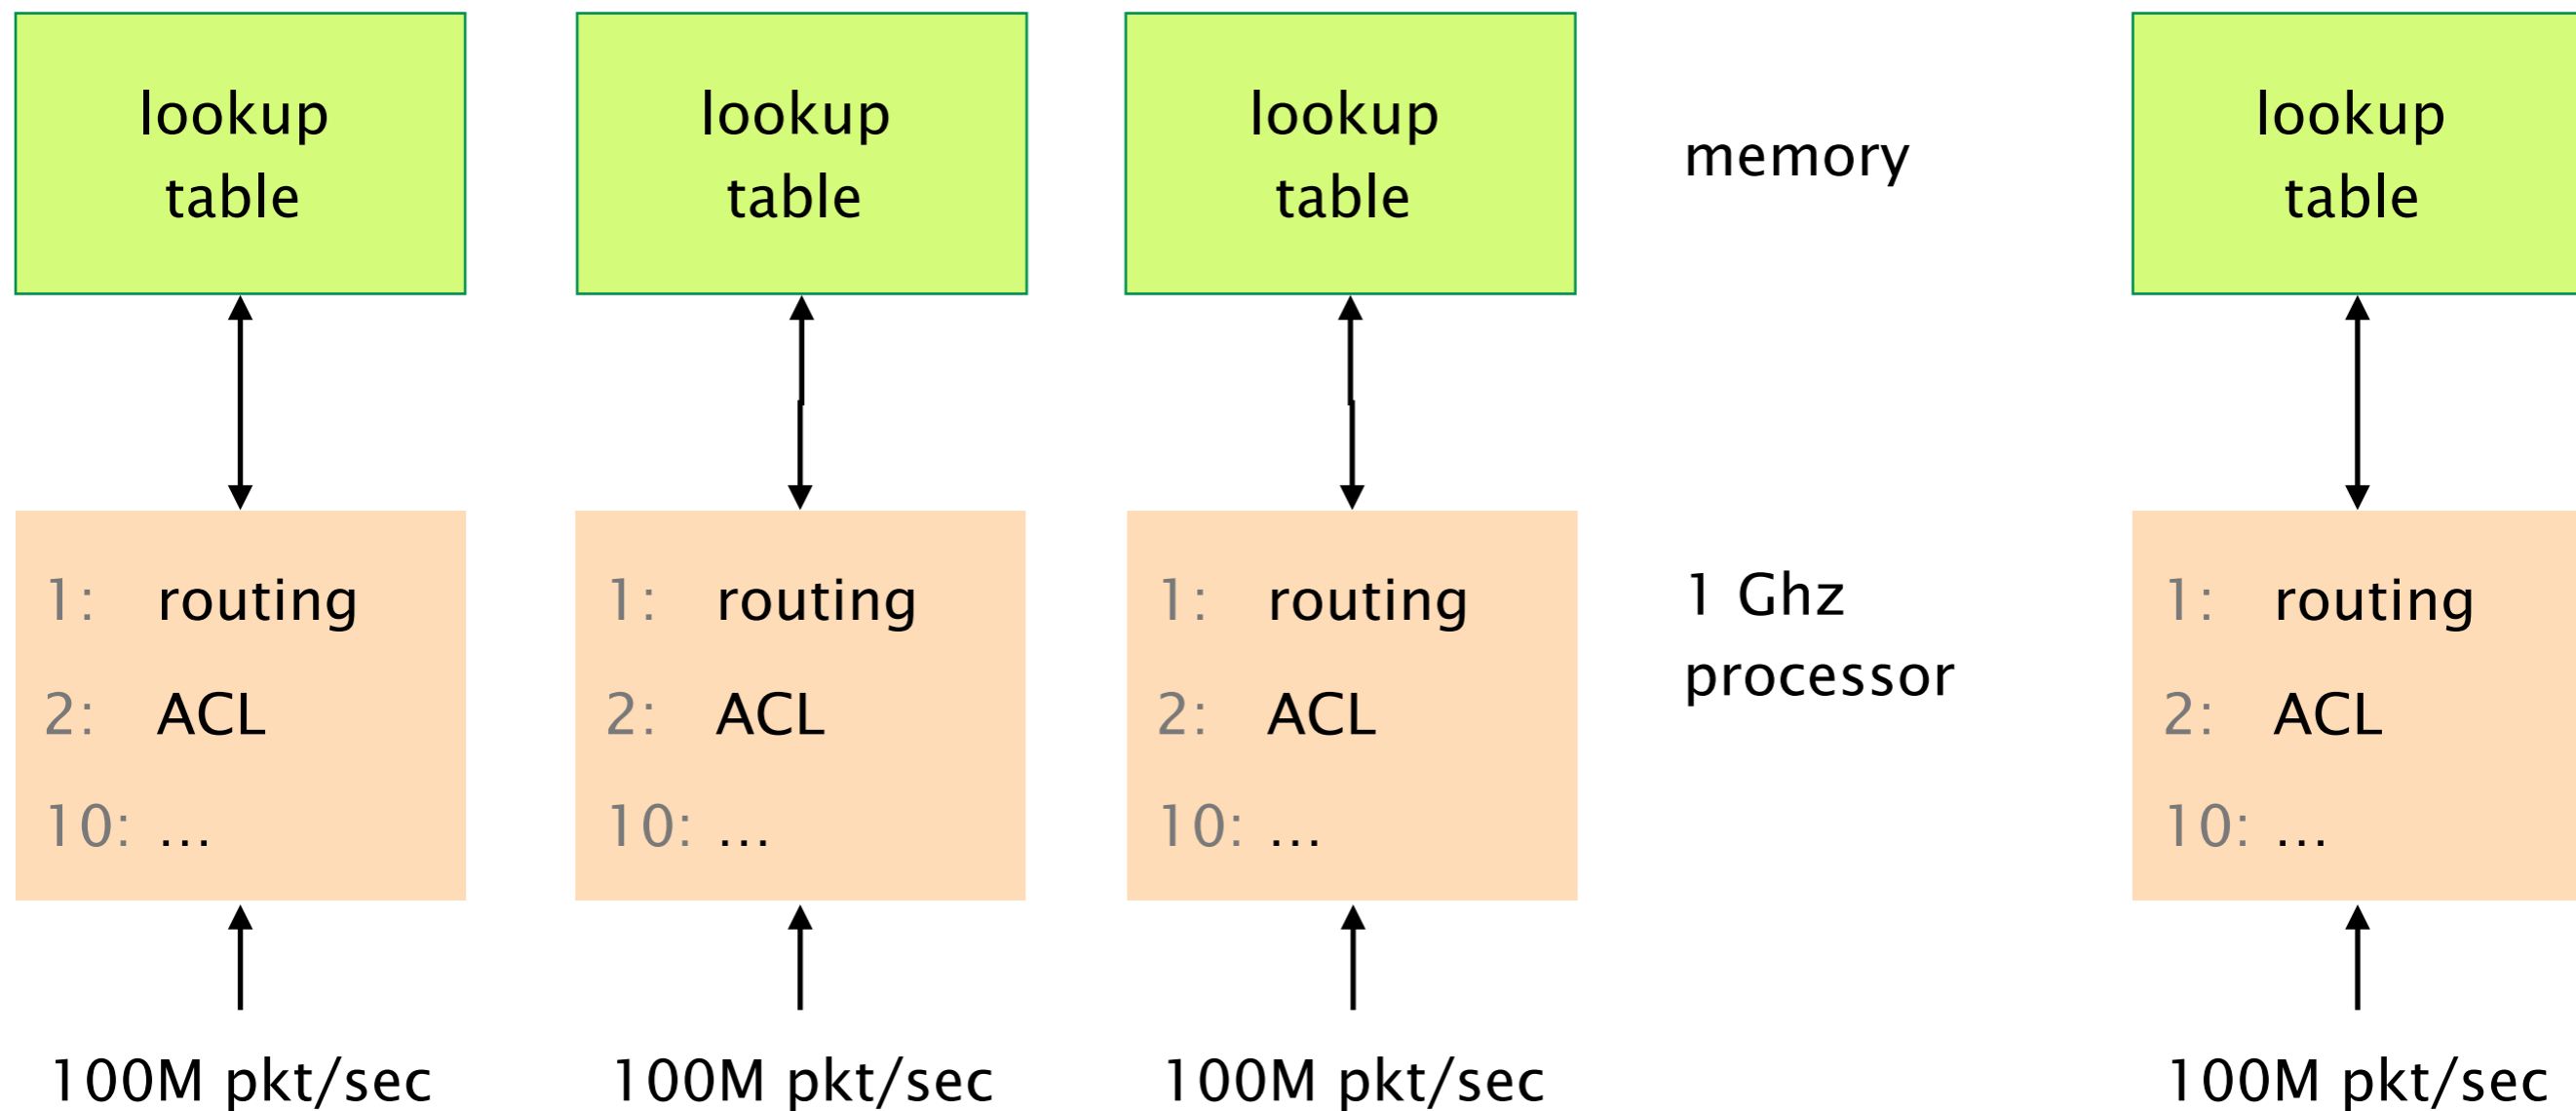 lookup
table
lookup
table
lookup
table
memory
lookup
table
1: routing
2: ACL
10: ...
1: routing
2: ACL
10: ...
1: routing
2: ACL
10: ...
1 Ghz
processor
1: routing
2: ACL
10: ...
100M pkt/sec
100M pkt/sec
100M pkt/sec
100M pkt/sec